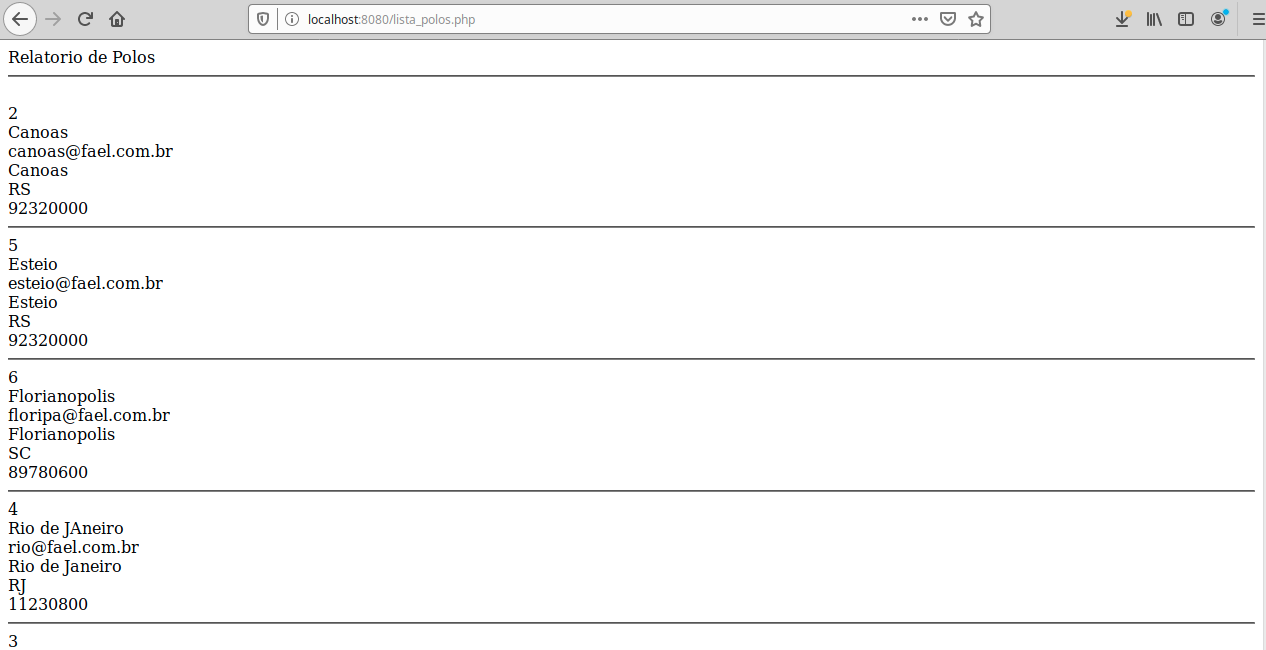 localhost:8080/lista_polos.php
Relatorio de Polos
2
Canoas
canoas@fael.com.br
Canoas
RS
92320000
5
Esteio
esteio@fael.com.br
Esteio
RS
92320000
6
Florianopolis
floripa@fael.com.br
Florianopolis
SC
89780600
4
Rio de JAneiro
rio@fael.com.br
Rio de Janeiro
RJ
11230800
3